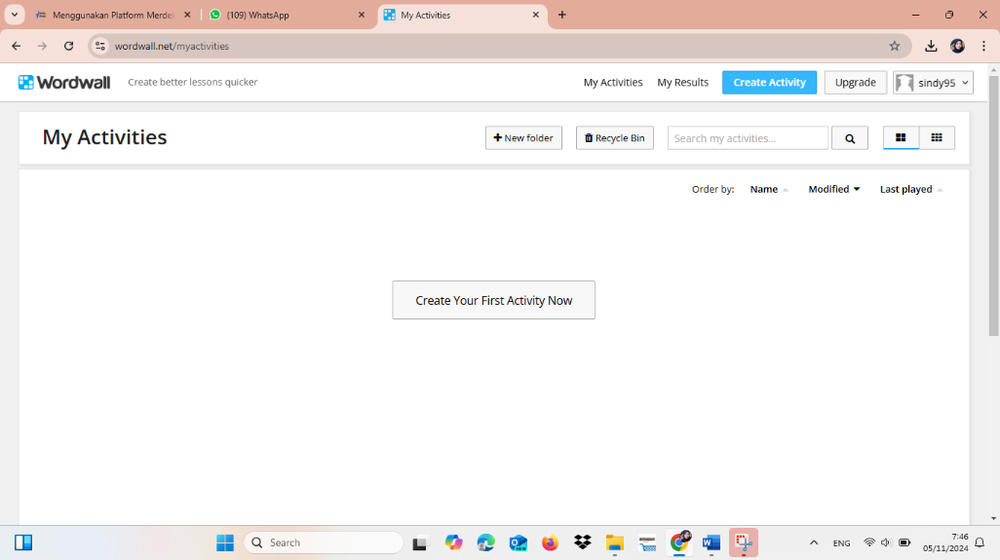 Menggunakan Platform Merde
(109) WhatsApp
My Activities
wordwall.net/myactivities
Wordwall
Create better lessons quicker
My Activities
My Results
Create Activity
Upgrade
sindy95
My Activities
New folder
Recycle Bin
Search my activities...
Order by:
Name
Modified
Last played
Create Your First Activity Now
Search
ENG
7:46
05/11/2024